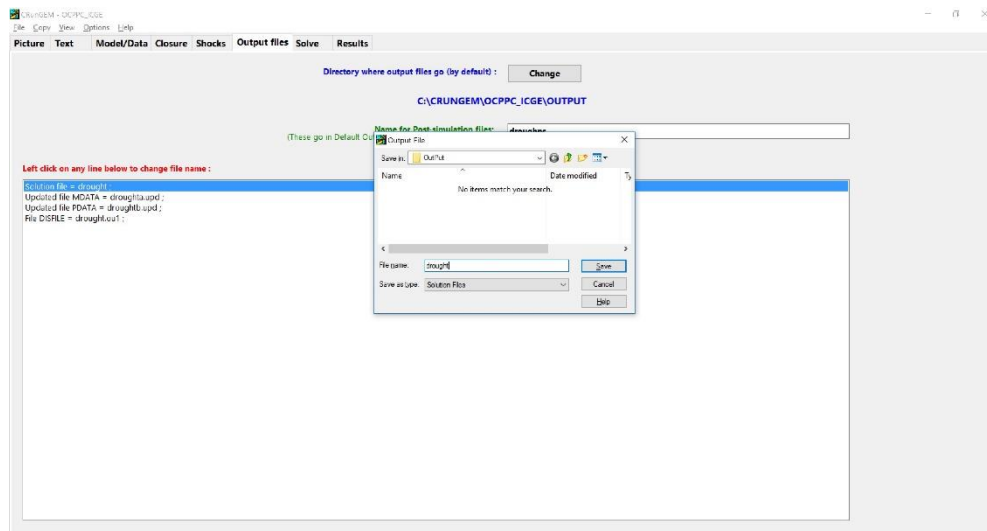 CRunGEM - OCPPC_ICGE
File Copy View Options Help
Picture Text Model/Data Closure Shocks Output files Solve Results
Directory where output files go (by default) : Change
C:\CRUNGEM\OCPPC_ICGE\OUTPUT
Name for Post-simulation files: droughps
(These go in Default Ou
Output File
Save in: OutPut
Name Date modified
No items match your search.
File name: drought Save
Save as type: Solution Files Cancel
Help
Left click on any line below to change file name :
Solution file = drought ;
Updated file MDATA = droughta.upd ;
Updated file PDATA = droughtb.upd ;
File DISFILE = drought.ou1 ;